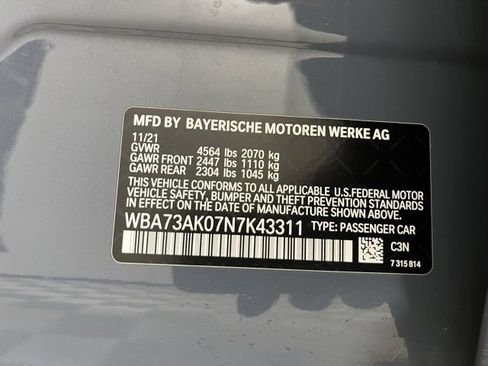 MFD BY BAYERISCHE MOTOREN WERKE AG
11/21
GVWR 4564 lbs 2070 kg
GAWR FRONT 2447 lbs 1110 kg
GAWR REAR 2304 lbs 1045 kg
THIS VEHICLE CONFORMS TO ALL APPLICABLE U.S.FEDERAL MOTOR
VEHICLE SAFETY, BUMPER, AND THEFT PREVENTION STANDARDS IN
EFFECT ON THE DATE OF MANUFACTURE SHOWN ABOVE.
WBA73AK07N7K43311 TYPE: PASSENGER CAR
C3N
7 315 814